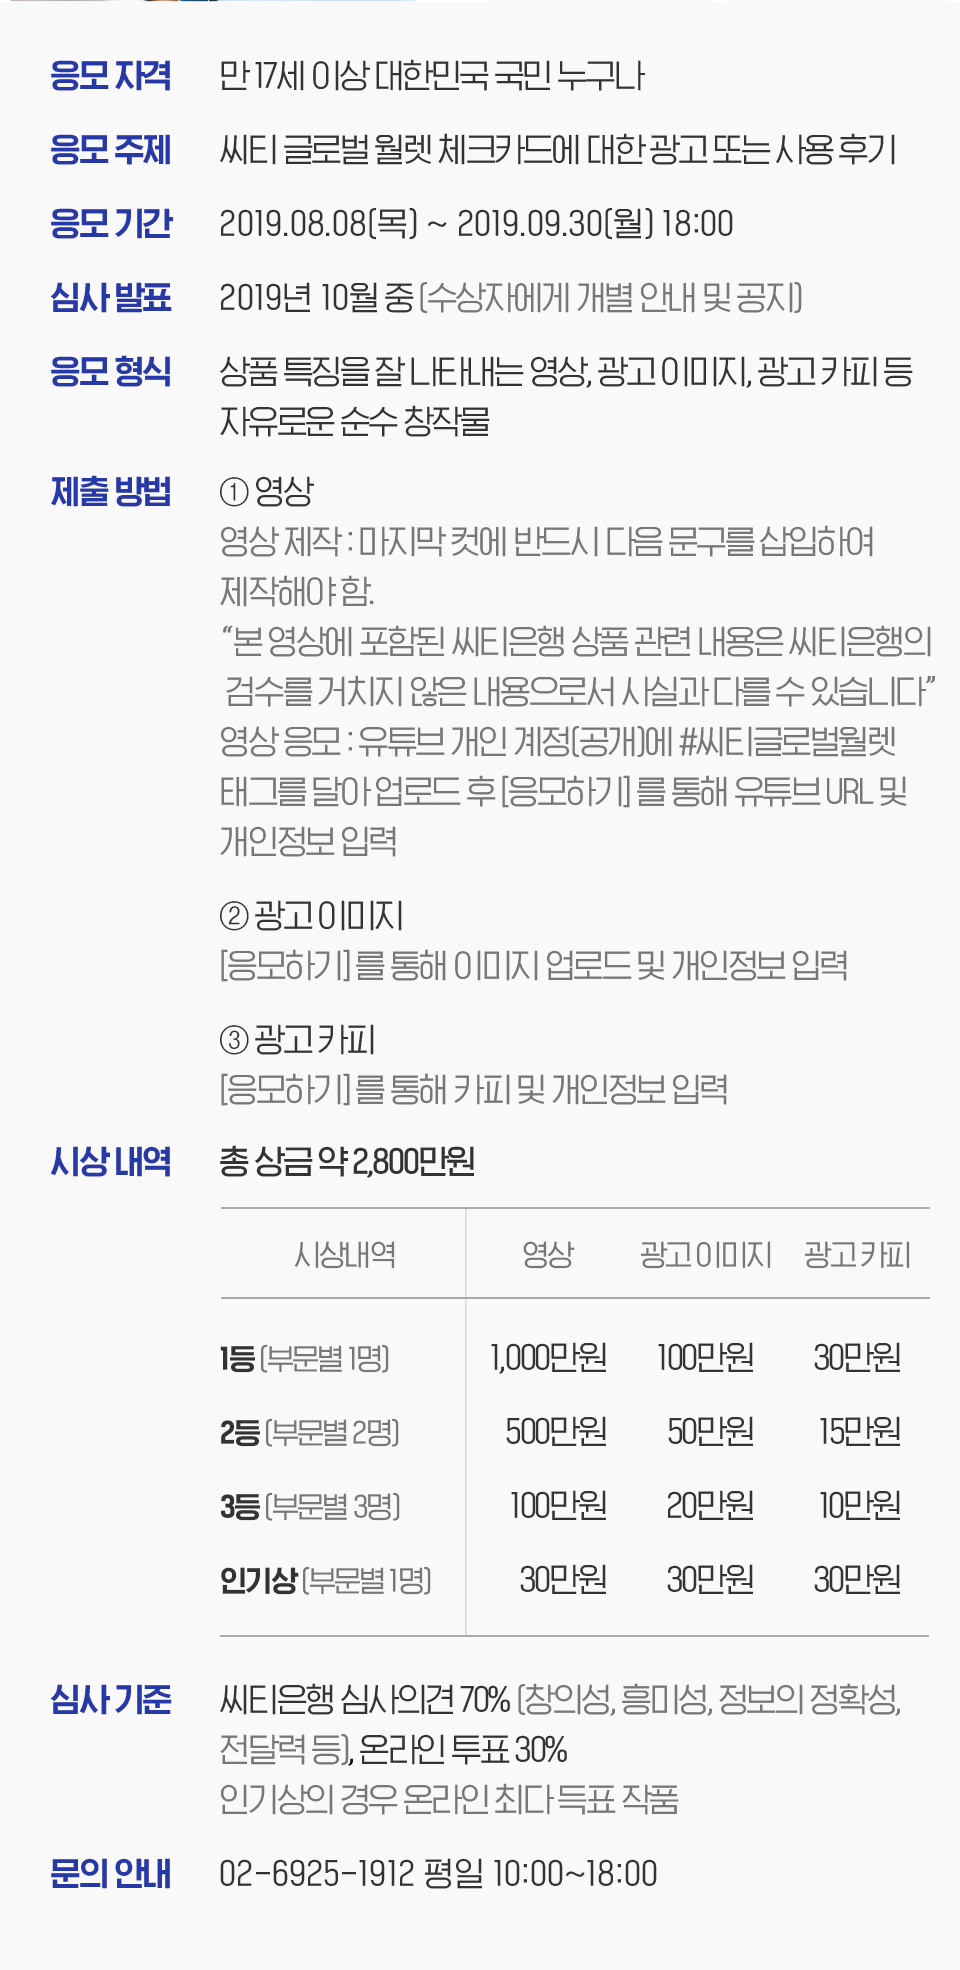 응모 자격 만 17세 이상 대한민국 국민 누구나
응모 주제 씨티 글로벌 월렛 체크카드에 대한 광고 또는 사용 후기
응모 기간 2019.08.08(목) ~ 2019.09.30(월) 18:00
심사 발표 2019년 10월 중 (수상자에게 개별 안내 및 공지)
응모 형식 상품 특징을 잘 나타내는 영상, 광고 이미지, 광고 카피 등
자유로운 순수 창작물
제출 방법 ① 영상
영상 제작 : 마지막 컷에 반드시 다음 문구를 삽입하여
제작해야 함.
“본 영상에 포함된 씨티은행 상품 관련 내용은 씨티은행의
검수를 거치지 않은 내용으로서 사실과 다를 수 있습니다”
영상 응모 : 유튜브 개인 계정(공개)에 #씨티글로벌월렛
태그를 달아 업로드 후 [응모하기] 를 통해 유튜브 URL 및
개인정보 입력
② 광고 이미지
[응모하기] 를 통해 이미지 업로드 및 개인정보 입력
③ 광고 카피
[응모하기] 를 통해 카피 및 개인정보 입력
시상 내역 총 상금 약 2,800만원
시상내역 영상 광고 이미지 광고 카피
1등 (부문별 1명) 1,000만원 100만원 30만원
2등 (부문별 2명) 500만원 50만원 15만원
3등 (부문별 3명) 100만원 20만원 10만원
인기상 (부문별 1명) 30만원 30만원 30만원
심사 기준 씨티은행 심사의견 70% (창의성, 흥미성, 정보의 정확성,
전달력 등), 온라인 투표 30%
인기상의 경우 온라인 최다 득표 작품
문의 안내 02-6925-1912 평일 10:00~18:00